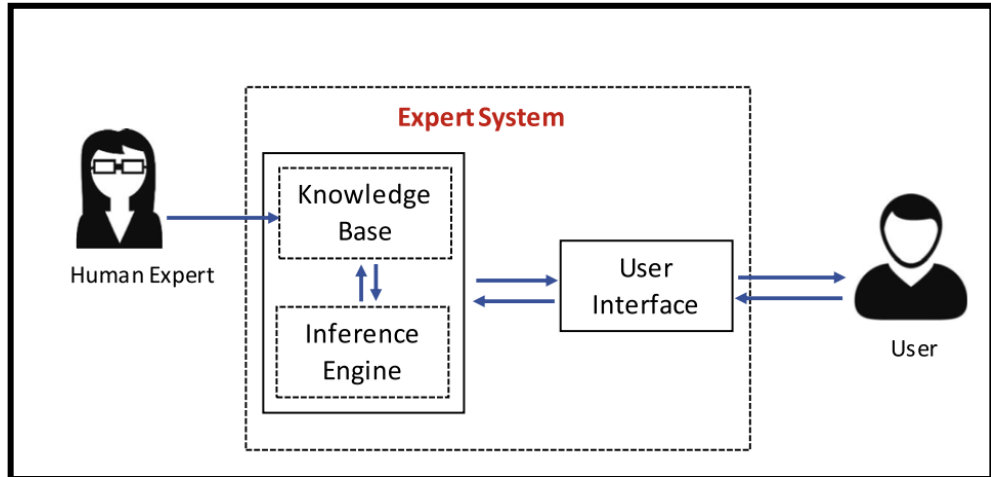 Expert System
Human Expert
Knowledge
Base
Inference
Engine
User
Interface
User